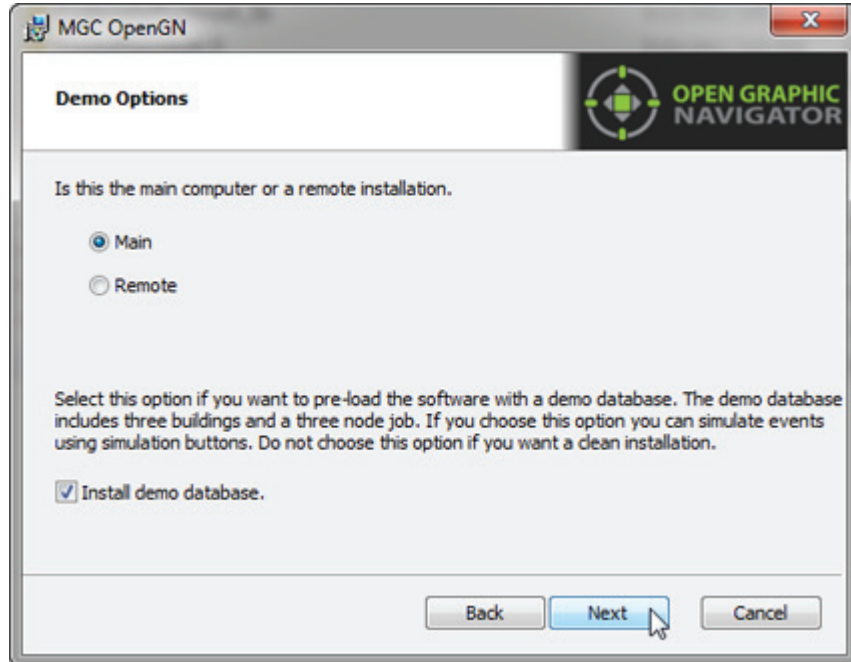 MGC OpenGN
Demo Options
OPEN GRAPHIC
NAVIGATOR
Is this the main computer or a remote installation.
Main
Remote
Select this option if you want to pre-load the software with a demo database. The demo database
includes three buildings and a three node job. If you choose this option you can simulate events
using simulation buttons. Do not choose this option if you want a clean installation.
Install demo database.
Back Next Cancel